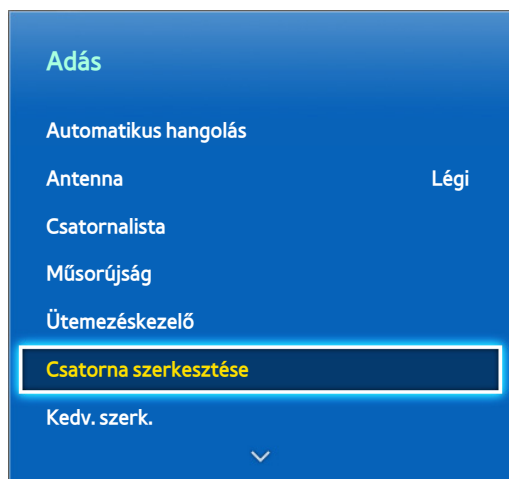 Adás
Automatikus hangolás
Antenna Légi
Csatornalista
Műsorújság
Ütemezéskezelő
Csatorna szerkesztése
Kedv. szerk.